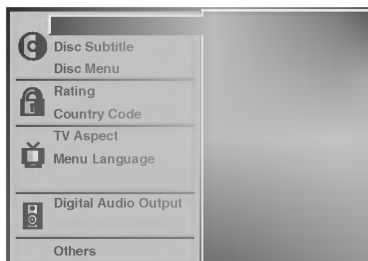 Disc Subtitle
Disc Menu
Rating
Country Code
TV Aspect
Menu Language
Digital Audio Output
Others